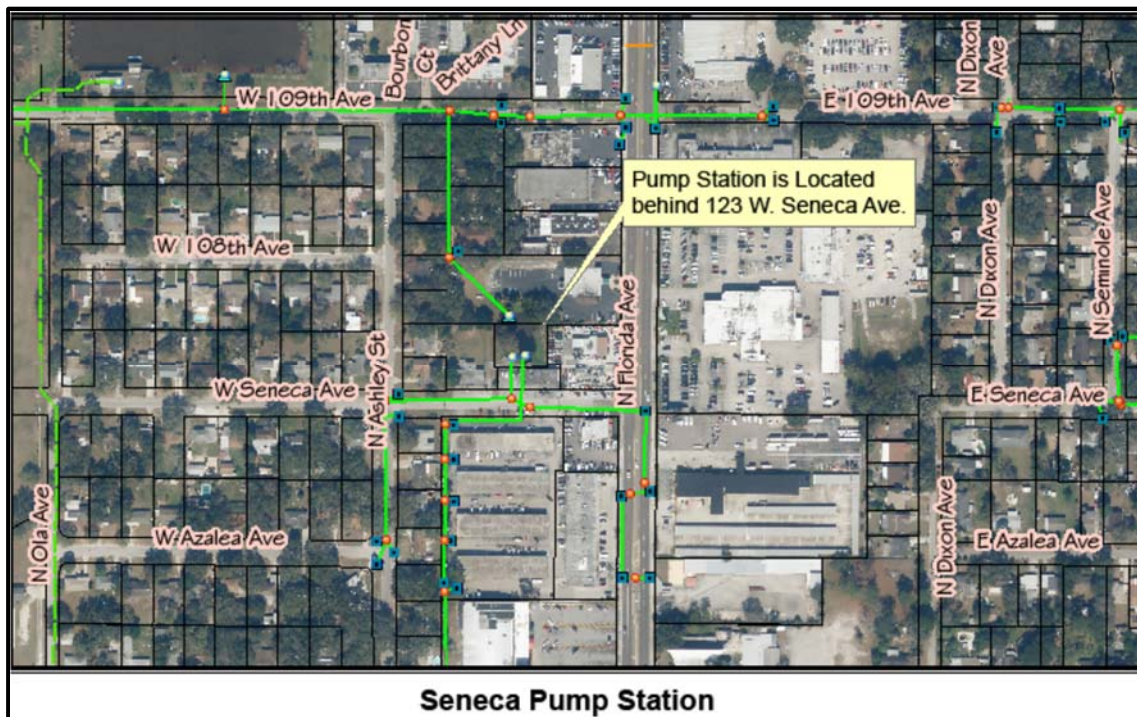 Bourbon
Ct
Brittany Ln
N Dixon
Ave
W 109th Ave
E 109th Ave
Pump Station is Located
behind 123 W. Seneca Ave.
W 108th Ave
N Dixon Ave
N Seminole Ave
N Ashley St
N Florida Ave
W Seneca Ave
E Seneca Ave
N Ola Ave
W Azalea Ave
N Dixon Ave
E Azalea Ave
Seneca Pump Station